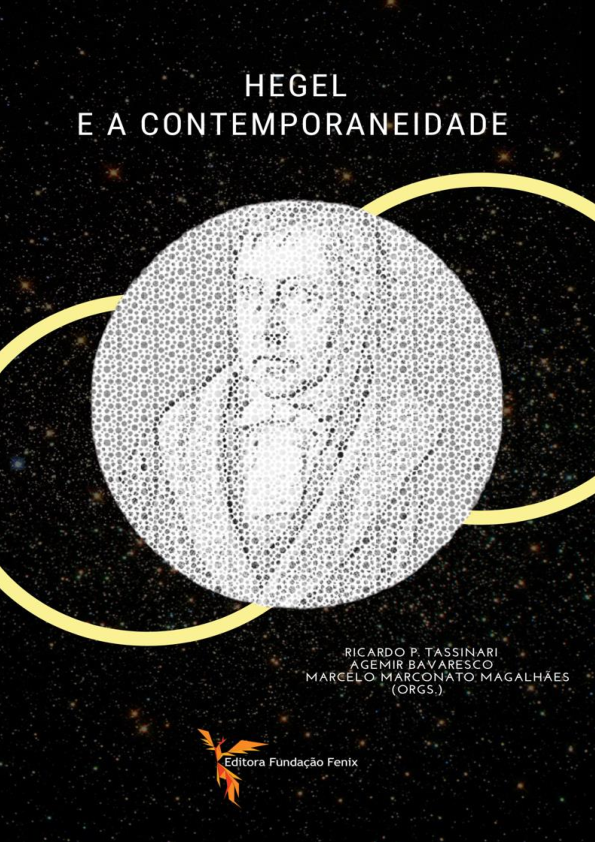 HEGEL
E A CONTEMPORANEIDADE
RICARDO P. TASSINARI
AGEMIR BAVARESCO
MARCELO MARCONATO MAGALHÃES
(ORGS.)
Editora Fundação Fenix